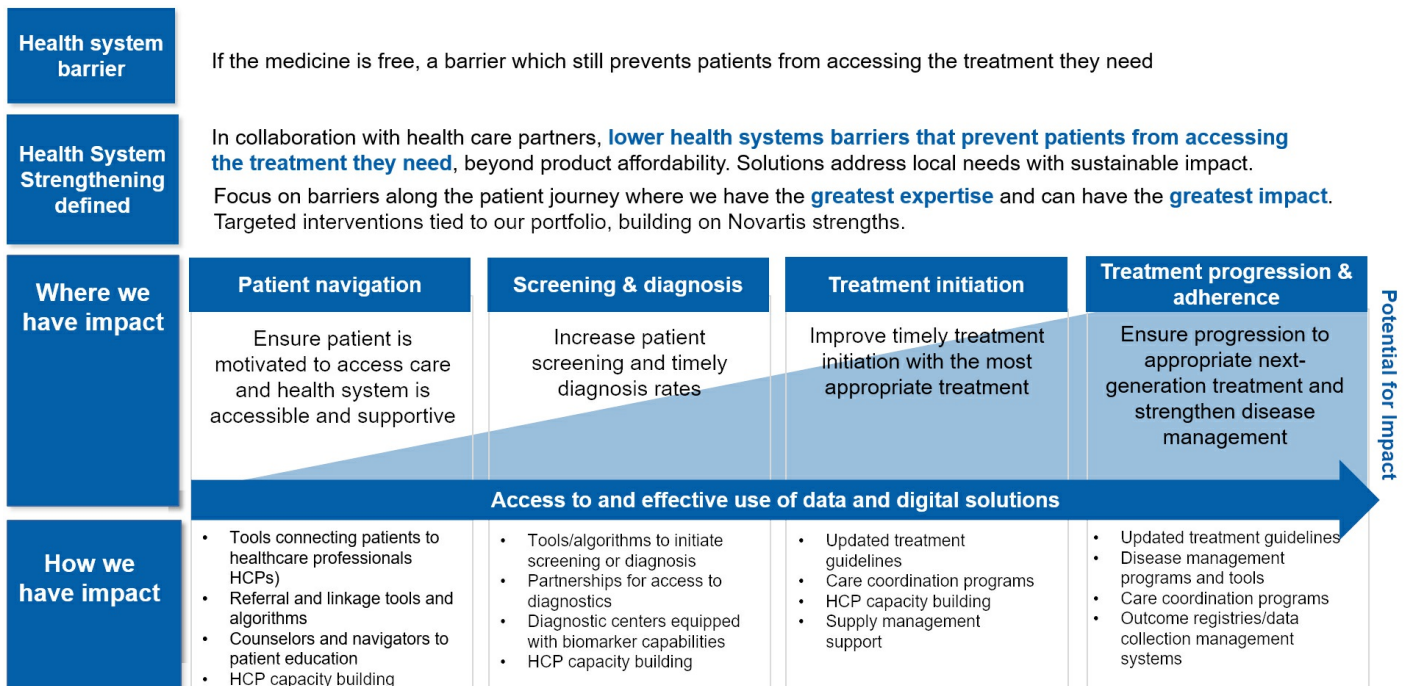 Health system
barrier
If the medicine is free, a barrier which still prevents patients from accessing the treatment they need
Health System
Strengthening
defined
In collaboration with health care partners, lower health systems barriers that prevent patients from accessing
the treatment they need, beyond product affordability. Solutions address local needs with sustainable impact.
Focus on barriers along the patient journey where we have the greatest expertise and can have the greatest impact.
Targeted interventions tied to our portfolio, building on Novartis strengths.
Where we
have impact
Patient navigation
Ensure patient is
motivated to access care
and health system is
accessible and supportive
Screening & diagnosis
Increase patient
screening and timely
diagnosis rates
Treatment initiation
Improve timely treatment
initiation with the most
appropriate treatment
Treatment progression &
adherence
Ensure progression to
appropriate next-
generation treatment and
strengthen disease
management
Potential for Impact
Access to and effective use of data and digital solutions
How we
have impact
• Tools connecting patients to
healthcare professionals
HCPs)
• Referral and linkage tools and
algorithms
• Counselors and navigators to
patient education
• HCP capacity building
• Tools/algorithms to initiate
screening or diagnosis
• Partnerships for access to
diagnostics
• Diagnostic centers equipped
with biomarker capabilities
• HCP capacity building
• Updated treatment
guidelines
• Care coordination programs
• HCP capacity building
• Supply management
support
• Updated treatment guidelines
• Disease management
programs and tools
• Care coordination programs
• Outcome registries/data
collection management
systems